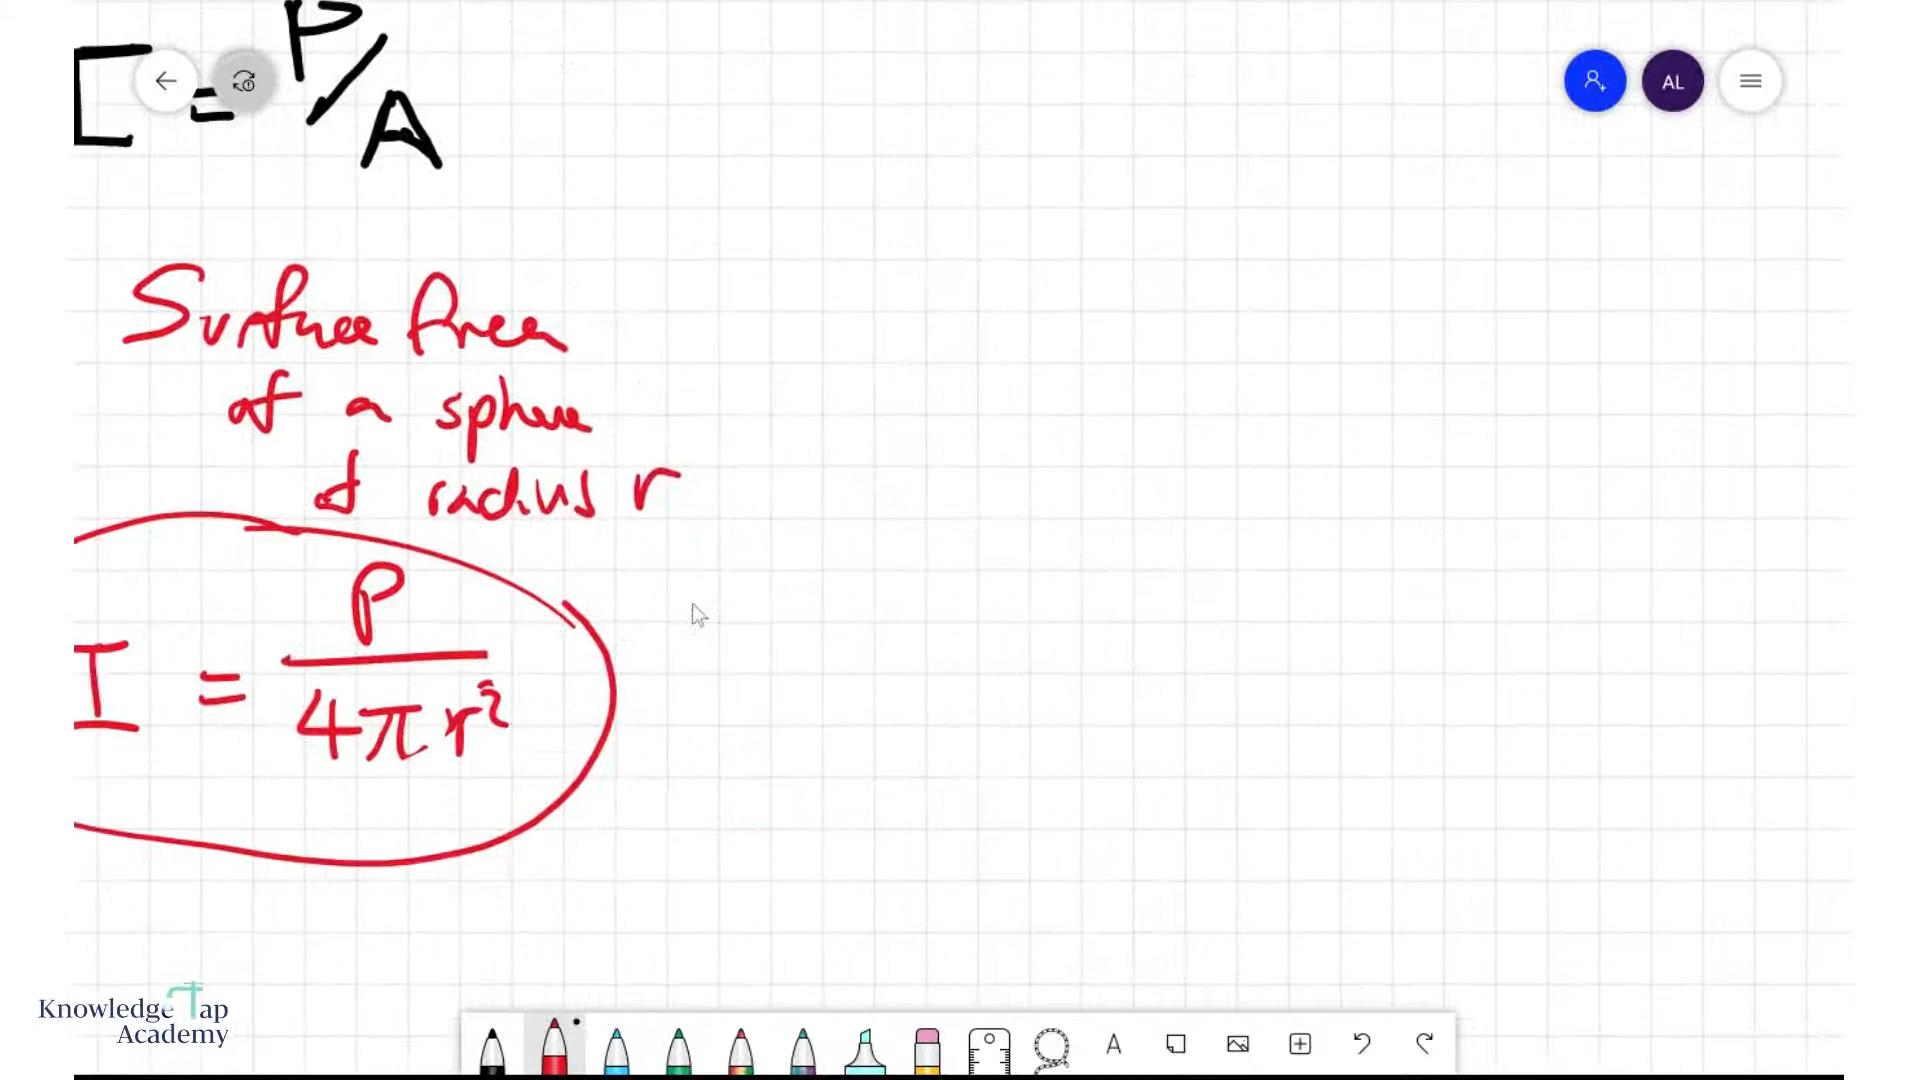 I = P/A
AL
Surface Area
of a sphere
of radius r
I = P / 4πr²
Knowledge Tap
Academy
A